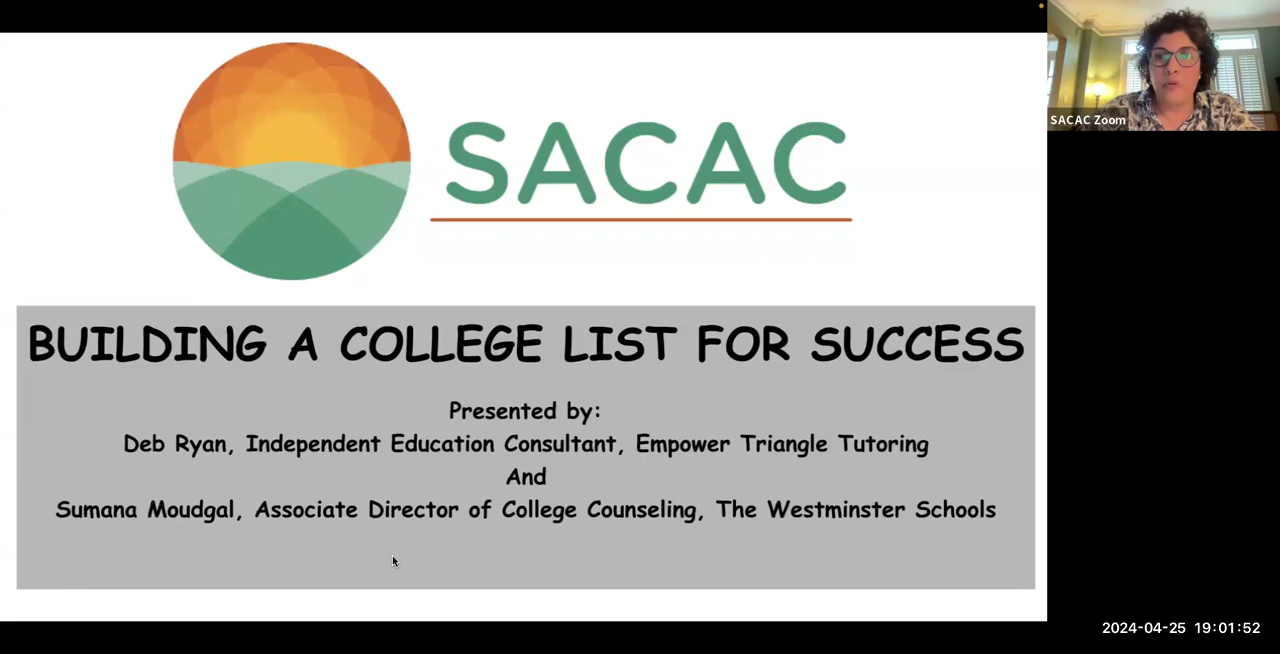 SACAC
SACAC Zoom
BUILDING A COLLEGE LIST FOR SUCCESS
Presented by:
Deb Ryan, Independent Education Consultant, Empower Triangle Tutoring
And
Sumana Moudgal, Associate Director of College Counseling, The Westminster Schools
2024-04-25 19:01:52